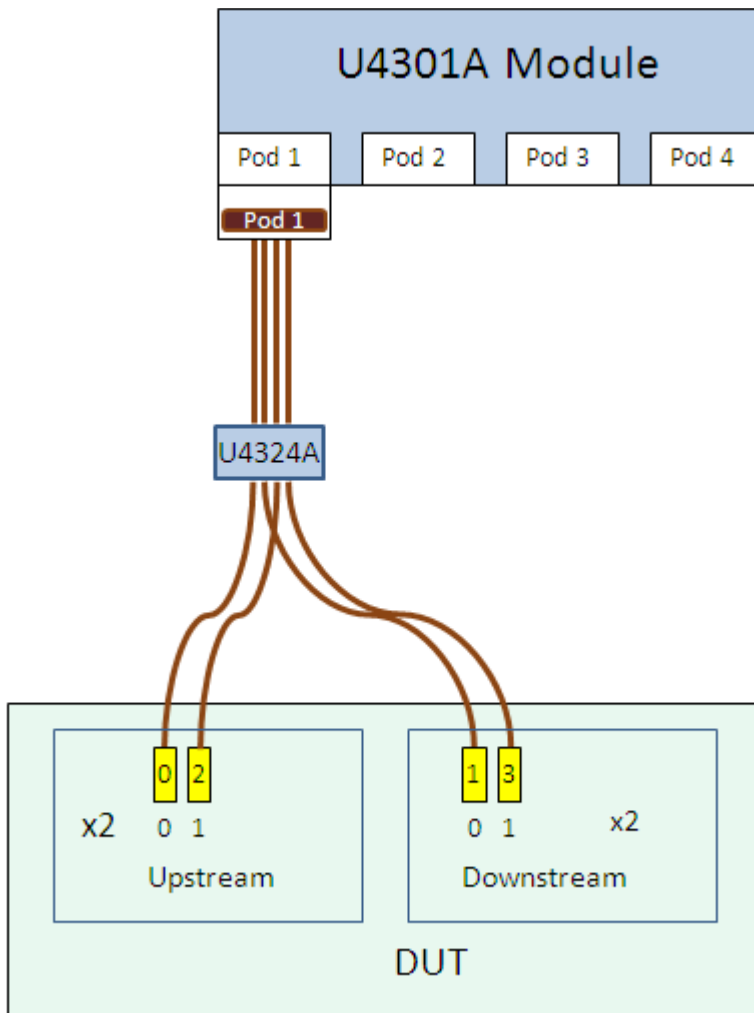 U4301A Module
Pod 1 Pod 2 Pod 3 Pod 4
Pod 1
U4324A
0 2 1 3
x2 0 1 0 1 x2
Upstream Downstream
DUT